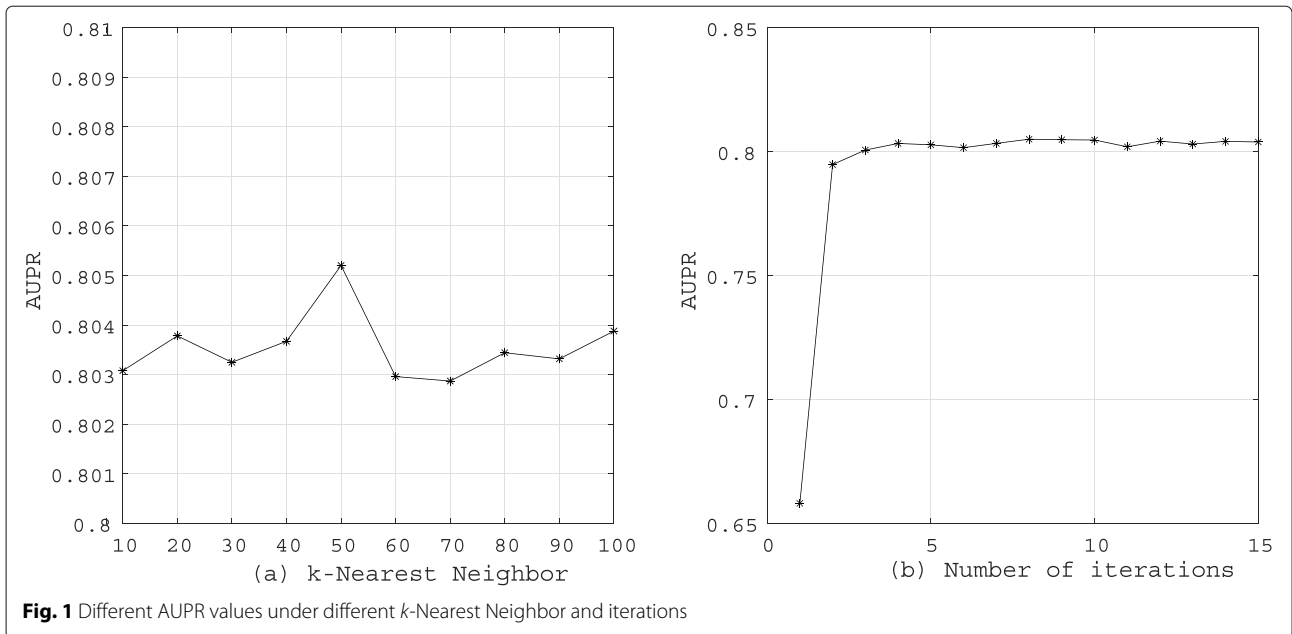 0.81
0.809
0.808
0.807
0.806
0.805
0.804
0.803
0.802
0.801
0.8
AUPR
10 20 30 40 50 60 70 80 90 100
(a) k-Nearest Neighbor
0.85
0.8
0.75
0.7
0.65
AUPR
0 5 10 15
(b) Number of iterations
Fig. 1 Different AUPR values under different k-Nearest Neighbor and iterations